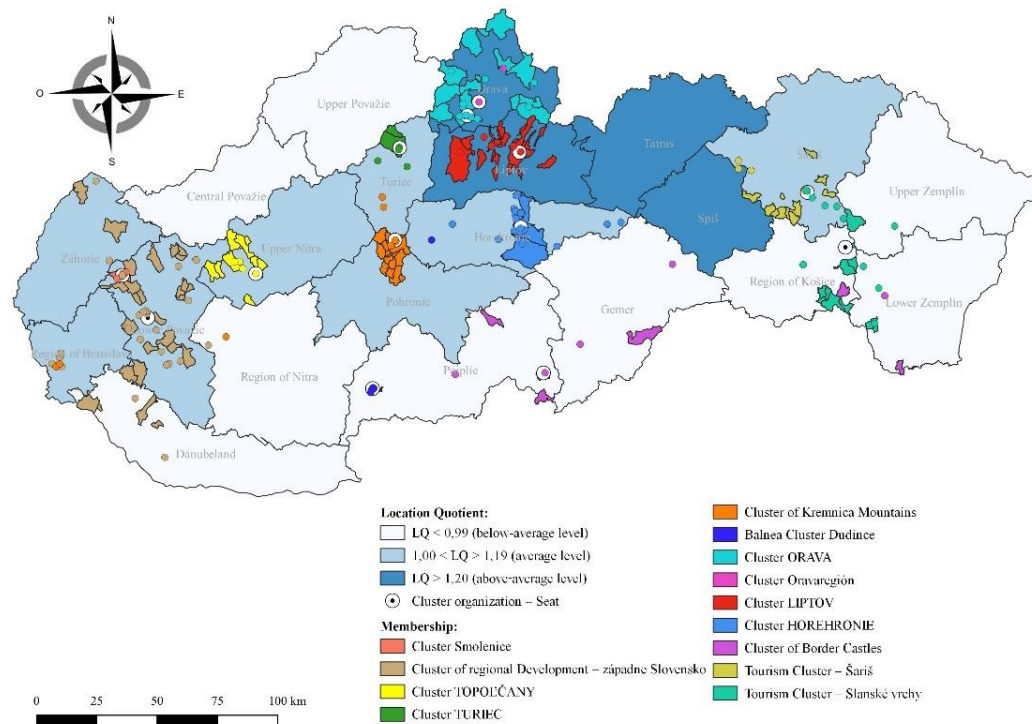 N
O
E
S
Orava
Upper Považie
Tatras
Liptov
Turiec
Upper Zemplín
Central Považie
Spiš
Upper Nitra
Záhorie
Region of Košice
Pohronie
Gemer
Lower Zemplín
Region of Bratislava
Region of Nitra
Poiplie
Danubeland
Location Quotient:
LQ < 0,99 (below-average level)
1,00 < LQ > 1,19 (average level)
LQ > 1,20 (above-average level)
Cluster organization – Seat
Membership:
Cluster Smolenice
Cluster of regional Development – západne Slovensko
Cluster TOPOĽČANY
Cluster TURIEC
Cluster of Kremnica Mountains
Balnea Cluster Dudince
Cluster ORAVA
Cluster Oravaregión
Cluster LIPTOV
Cluster HOREHRONIE
Cluster of Border Castles
Tourism Cluster – Šariš
Tourism Cluster – Slanské vrchy
0 25 50 75 100 km